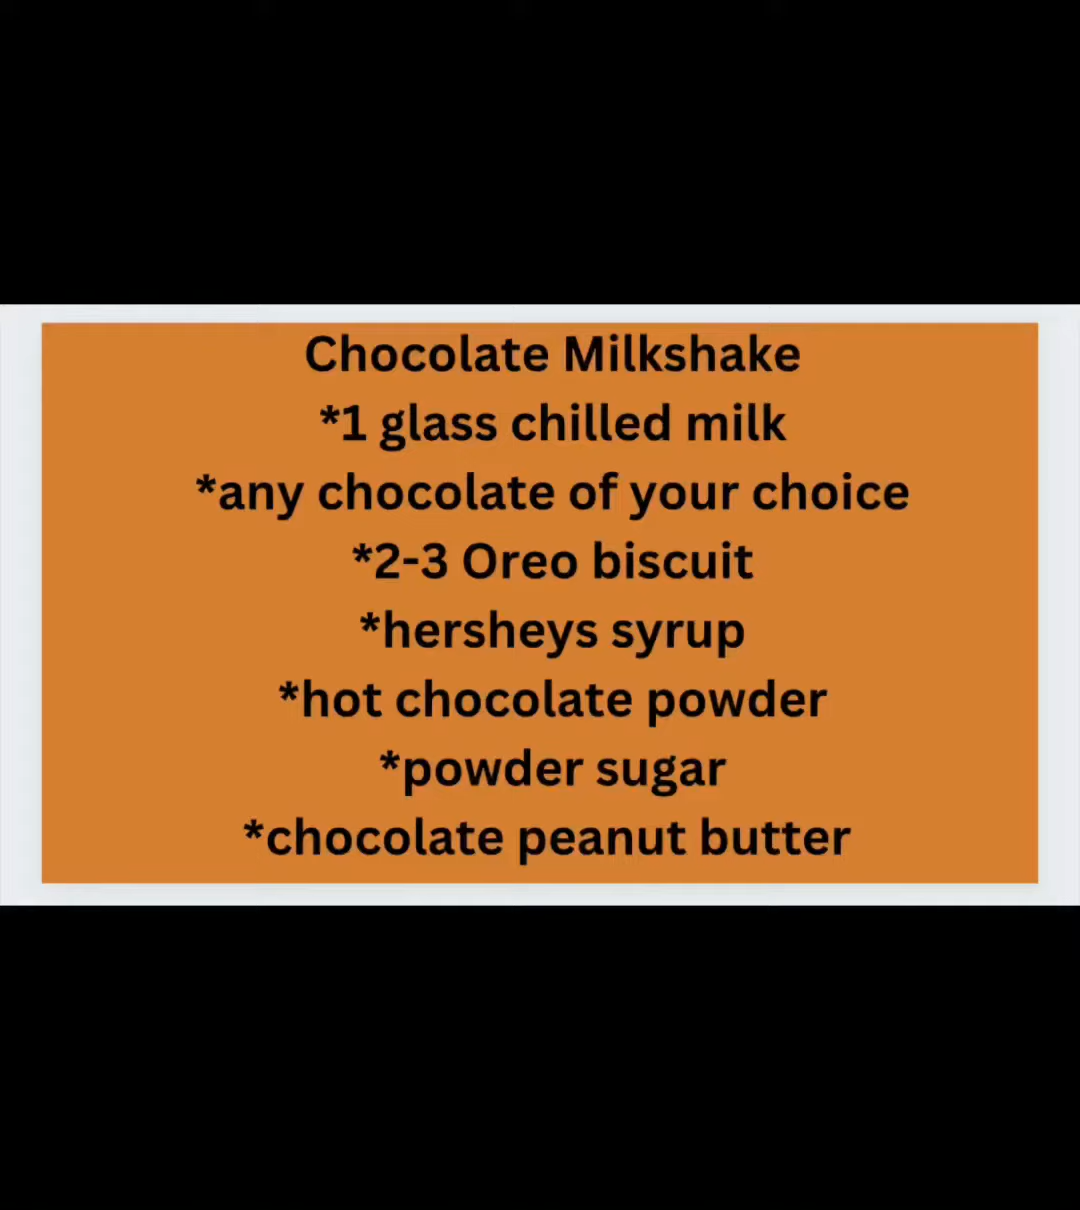 Chocolate Milkshake
*1 glass chilled milk
*any chocolate of your choice
*2-3 Oreo biscuit
*hersheys syrup
*hot chocolate powder
*powder sugar
*chocolate peanut butter